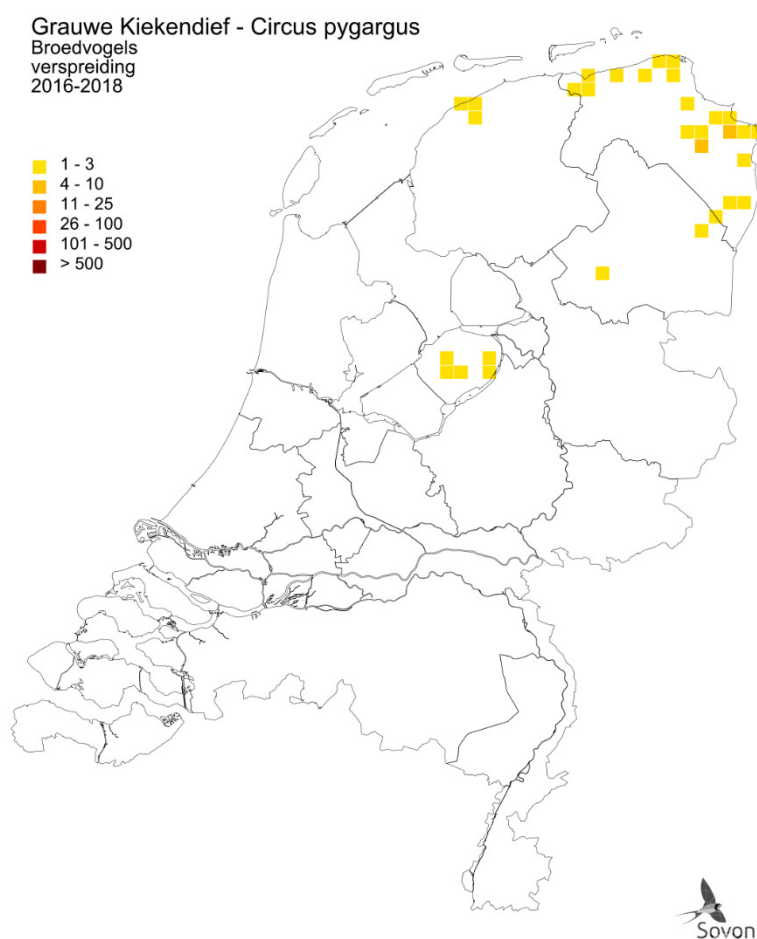 Grauwe Kiekendief - Circus pygargus
Broedvogels
verspreiding
2016-2018
1 - 3
4 - 10
11 - 25
26 - 100
101 - 500
> 500
Sovon